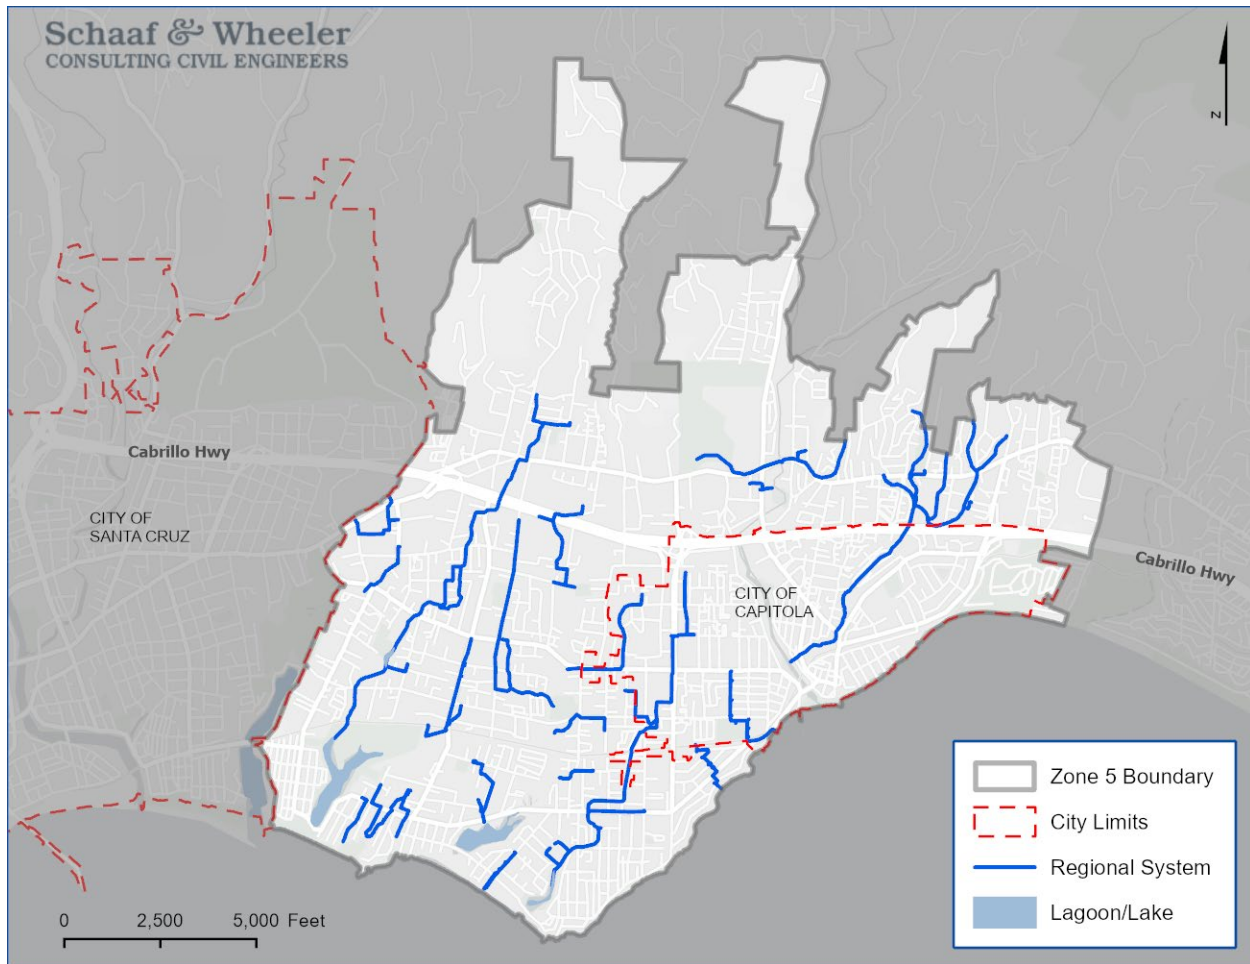 Schaaf & Wheeler
CONSULTING CIVIL ENGINEERS
N
Cabrillo Hwy
CITY OF
SANTA CRUZ
CITY OF
CAPITOLA
Cabrillo Hwy
Zone 5 Boundary
City Limits
Regional System
Lagoon/Lake
0 2,500 5,000 Feet